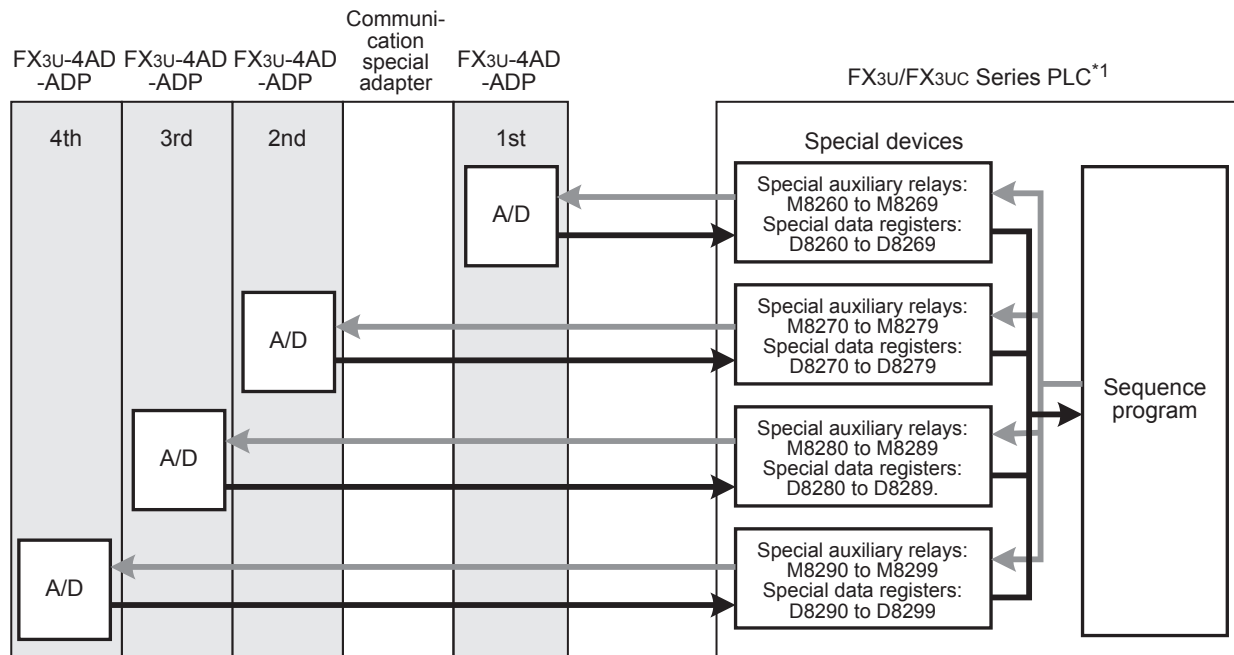 FX3U-4AD
-ADP
FX3U-4AD
-ADP
FX3U-4AD
-ADP
Communi-
cation
special
adapter
FX3U-4AD
-ADP
FX3U/FX3UC Series PLC*1
4th
3rd
2nd
1st
Special devices
A/D
Special auxiliary relays:
M8260 to M8269
Special data registers:
D8260 to D8269
A/D
Special auxiliary relays:
M8270 to M8279
Special data registers:
D8270 to D8279
A/D
Special auxiliary relays:
M8280 to M8289
Special data registers:
D8280 to D8289.
A/D
Special auxiliary relays:
M8290 to M8299
Special data registers:
D8290 to D8299
Sequence
program